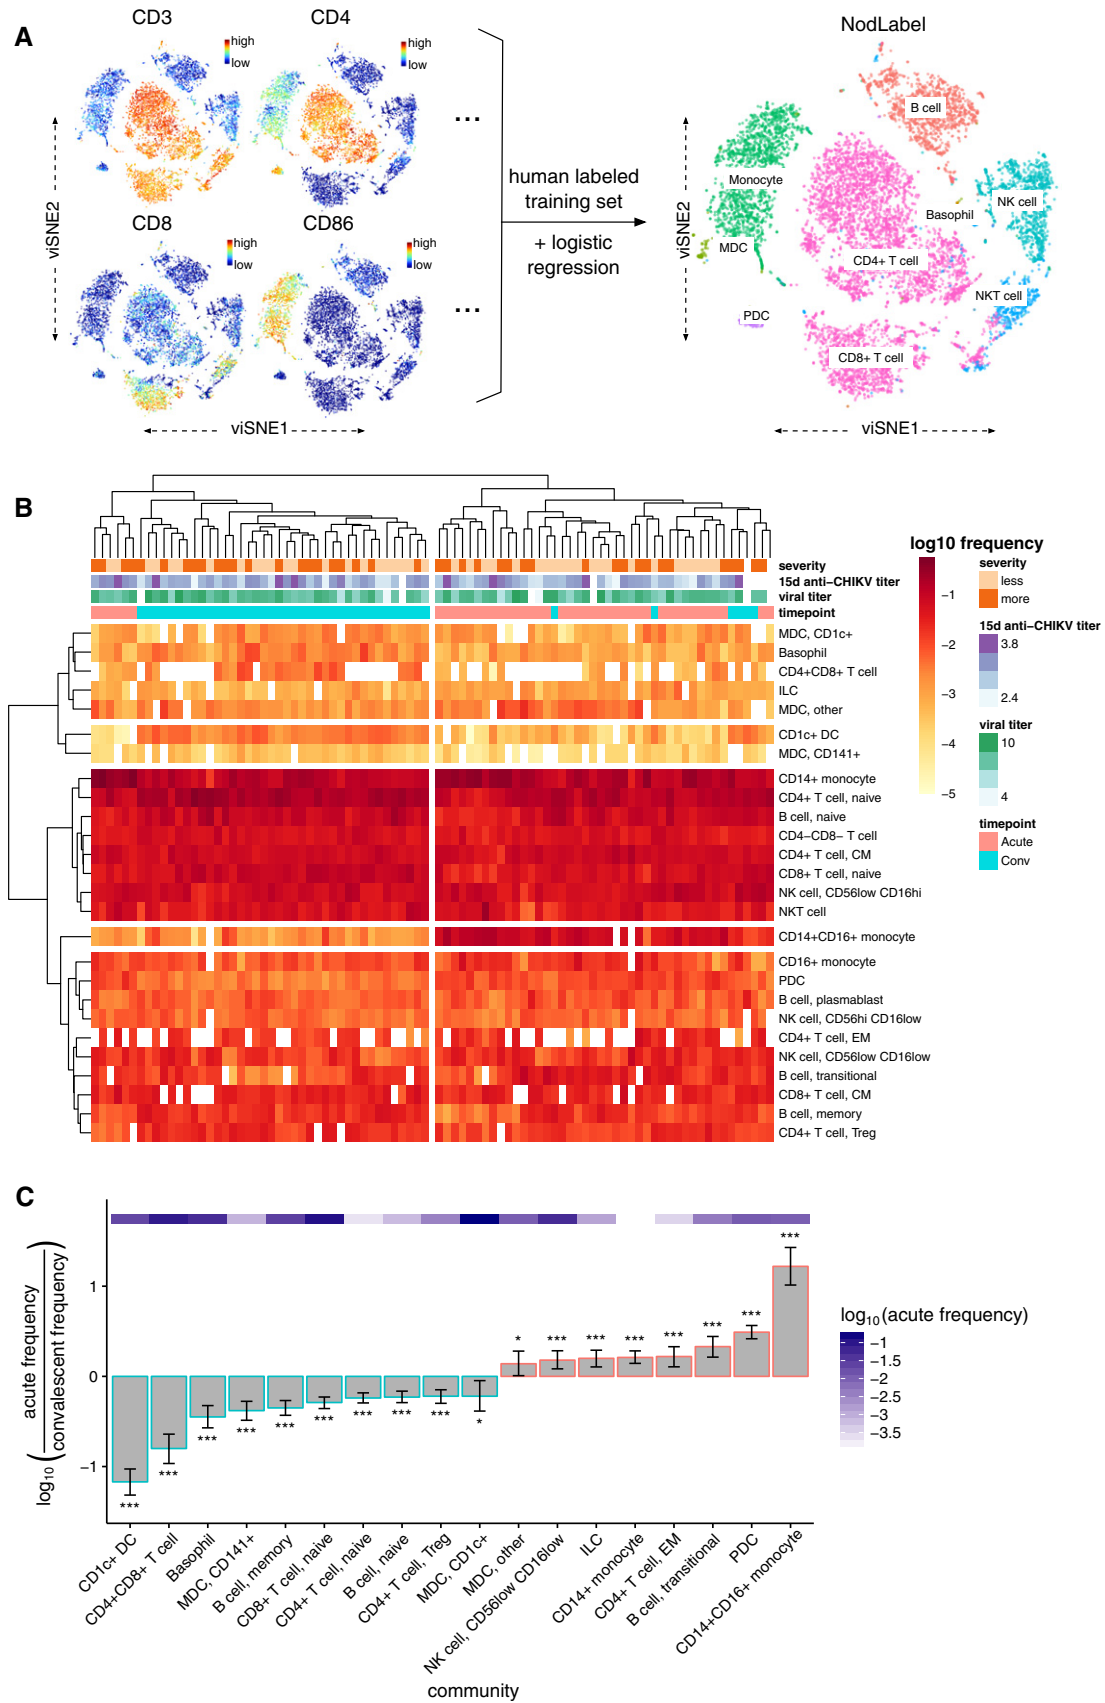 A
CD3
high
low
CD4
high
low
...
CD8
high
low
CD86
high
low
...
viSNE2
viSNE1
human labeled
training set
+ logistic
regression
NodLabel
B cell
Monocyte
NK cell
Basophil
MDC
CD4+ T cell
NKT cell
PDC
CD8+ T cell
viSNE2
viSNE1
B
severity
15d anti−CHIKV titer
viral titer
timepoint
MDC, CD1c+
Basophil
CD4+CD8+ T cell
ILC
MDC, other
CD1c+ DC
MDC, CD141+
CD14+ monocyte
CD4+ T cell, naive
B cell, naive
CD4−CD8− T cell
CD4+ T cell, CM
CD8+ T cell, naive
NK cell, CD56low CD16hi
NKT cell
CD14+CD16+ monocyte
CD16+ monocyte
PDC
B cell, plasmablast
NK cell, CD56hi CD16low
CD4+ T cell, EM
NK cell, CD56low CD16low
B cell, transitional
CD8+ T cell, CM
B cell, memory
CD4+ T cell, Treg
log10 frequency
−1
−2
−3
−4
−5
severity
less
more
15d anti−CHIKV titer
3.8
2.4
viral titer
10
4
timepoint
Acute
Conv
C
log10 ( acute frequency / convalescent frequency )
1
0
−1
***
***
***
***
***
***
***
***
***
*
*
***
***
***
***
***
***
***
CD1c+ DC
CD4+CD8+ T cell
Basophil
MDC, CD141+
B cell, memory
CD8+ T cell, naive
CD4+ T cell, naive
B cell, naive
CD4+ T cell, Treg
MDC, CD1c+
MDC, other
NK cell, CD56low CD16low
ILC
CD14+ monocyte
CD4+ T cell, EM
B cell, transitional
PDC
CD14+CD16+ monocyte
community
log10(acute frequency)
−1
−1.5
−2
−2.5
−3
−3.5